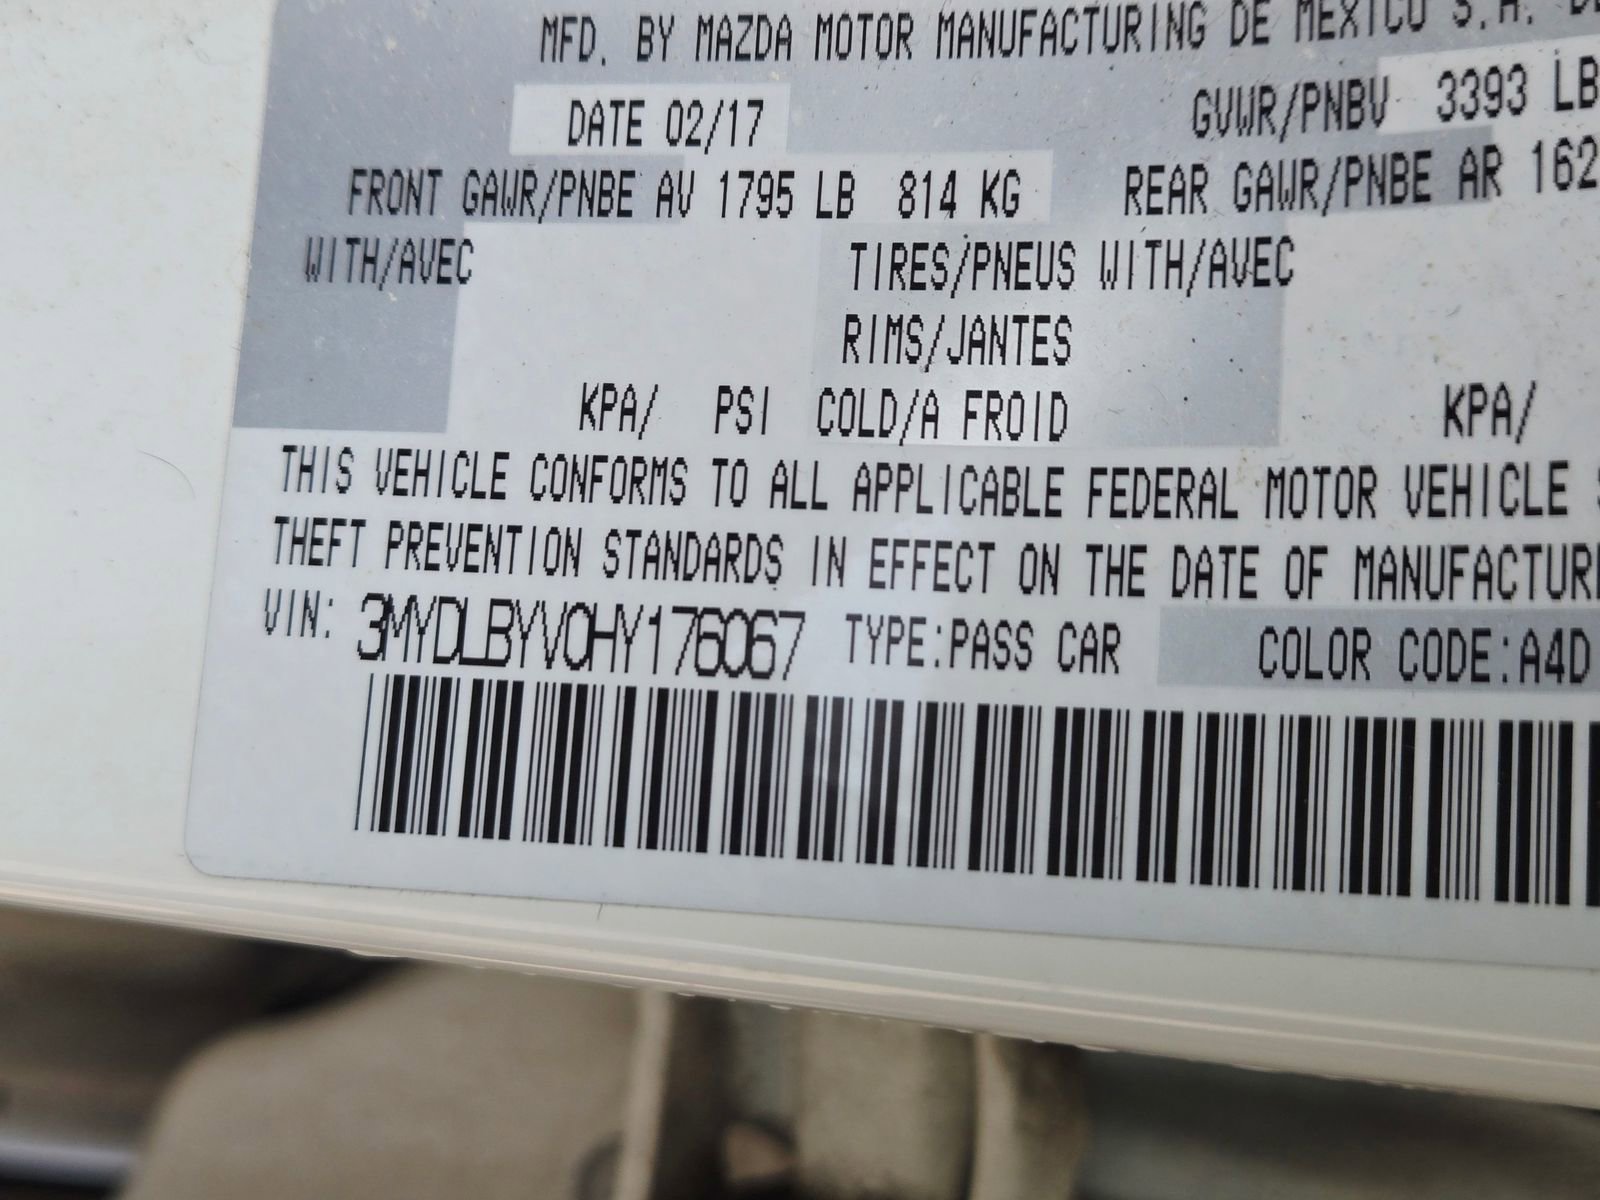 MFD. BY MAZDA MOTOR MANUFACTURING DE MEXICO S.A. DE
DATE 02/17 GVWR/PNBV 3393 LB
FRONT GAWR/PNBE AV 1795 LB 814 KG REAR GAWR/PNBE AR 162
WITH/AVEC TIRES/PNEUS WITH/AVEC
RIMS/JANTES
KPA/ PSI COLD/A FROID KPA/
THIS VEHICLE CONFORMS TO ALL APPLICABLE FEDERAL MOTOR VEHICLE
THEFT PREVENTION STANDARDS IN EFFECT ON THE DATE OF MANUFACTUR
VIN: 3MYDLBYV0HY176067 TYPE:PASS CAR COLOR CODE:A4D